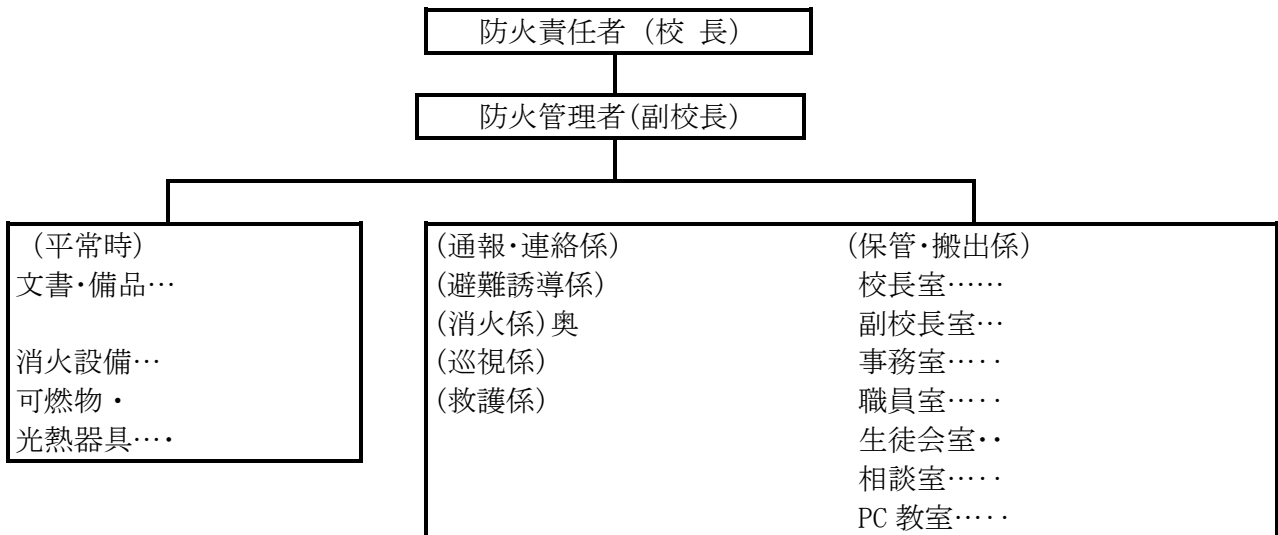 防火責任者 (校 長)
防火管理者(副校長)
(平常時)
文書・備品…
消火設備…
可燃物・
光熱器具…・
(通報・連絡係)
(避難誘導係)
(消火係)奥
(巡視係)
(救護係)
(保管・搬出係)
校長室……
副校長室…
事務室…‥
職員室…‥
生徒会室・・
相談室…‥
PC 教室…‥